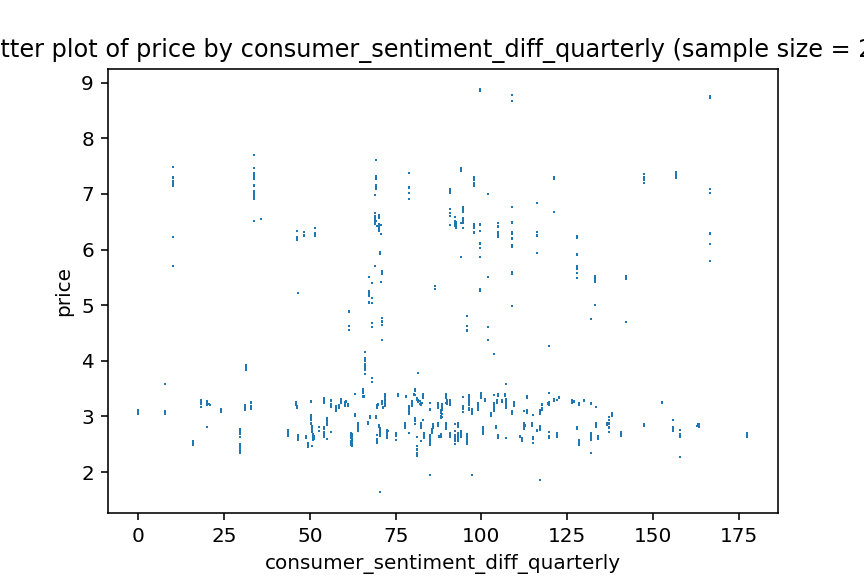 tter plot of price by consumer_sentiment_diff_quarterly (sample size = 2
9
8
7
6
5
4
3
2
price
0 25 50 75 100 125 150 175
consumer_sentiment_diff_quarterly